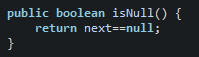 public boolean isNull() {
    return next==null;
}